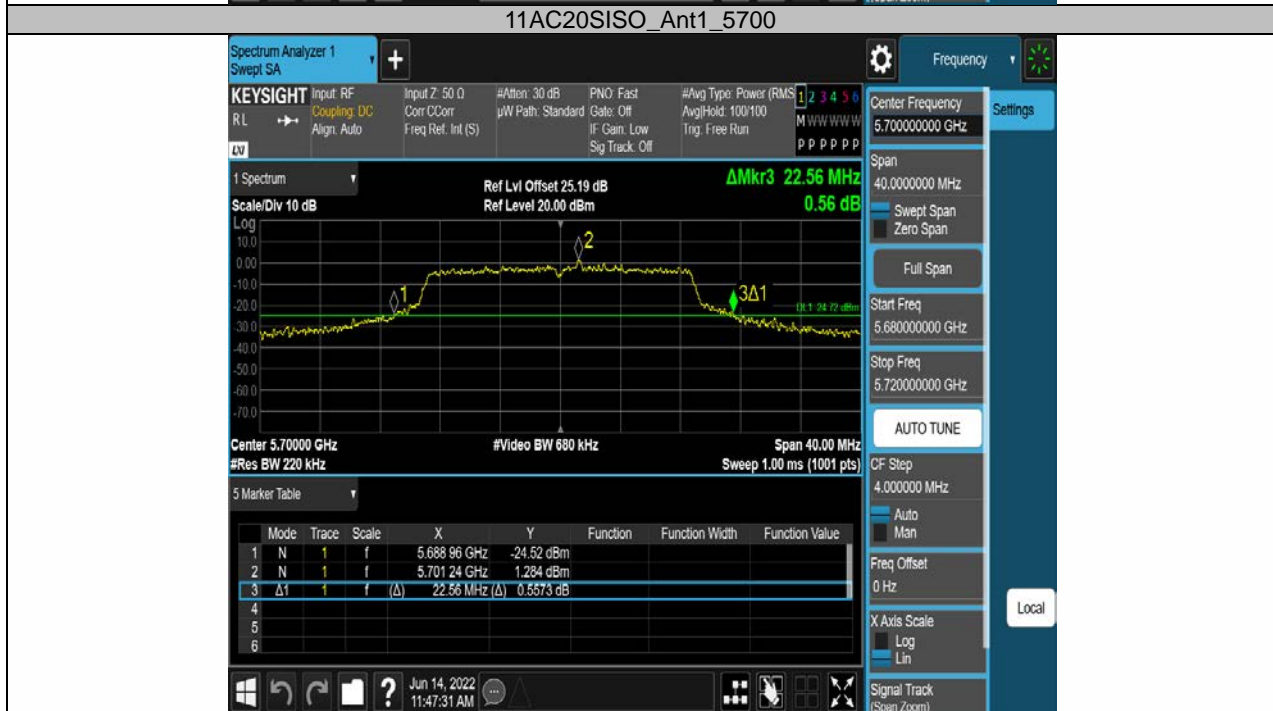 11AC20SISO_Ant1_5700
Spectrum Analyzer 1
Swept SA
+
Frequency
KEYSIGHT
RL
LXI
Input: RF
Coupling: DC
Align: Auto
Input Z: 50 Ω
Corr CCorr
Freq Ref: Int (S)
#Atten: 30 dB
µW Path: Standard
PNO: Fast
Gate: Off
IF Gain: Low
Sig Track: Off
#Avg Type: Power (RMS
Avg|Hold: 100/100
Trig: Free Run
1 2 3 4 5 6
M W W W W W
P P P P P P
1 Spectrum
Scale/Div 10 dB
Ref Lvl Offset 25.19 dB
Ref Level 20.00 dBm
ΔMkr3 22.56 MHz
0.56 dB
Log
10.0
0.00
-10.0
-20.0
-30.0
-40.0
-50.0
-60.0
-70.0
1
2
3Δ1
DL1 -24.72 dBm
Center 5.70000 GHz
#Res BW 220 kHz
#Video BW 680 kHz
Span 40.00 MHz
Sweep 1.00 ms (1001 pts)
5 Marker Table
Mode Trace Scale X Y Function Function Width Function Value
1 N 1 f 5.688 96 GHz -24.52 dBm
2 N 1 f 5.701 24 GHz 1.284 dBm
3 Δ1 1 f (Δ) 22.56 MHz (Δ) 0.5573 dB
4
5
6
Center Frequency
5.700000000 GHz
Settings
Span
40.0000000 MHz
Swept Span
Zero Span
Full Span
Start Freq
5.680000000 GHz
Stop Freq
5.720000000 GHz
AUTO TUNE
CF Step
4.000000 MHz
Auto
Man
Freq Offset
0 Hz
X Axis Scale
Log
Lin
Local
Signal Track
(Span Zoom)
?
Jun 14, 2022
11:47:31 AM